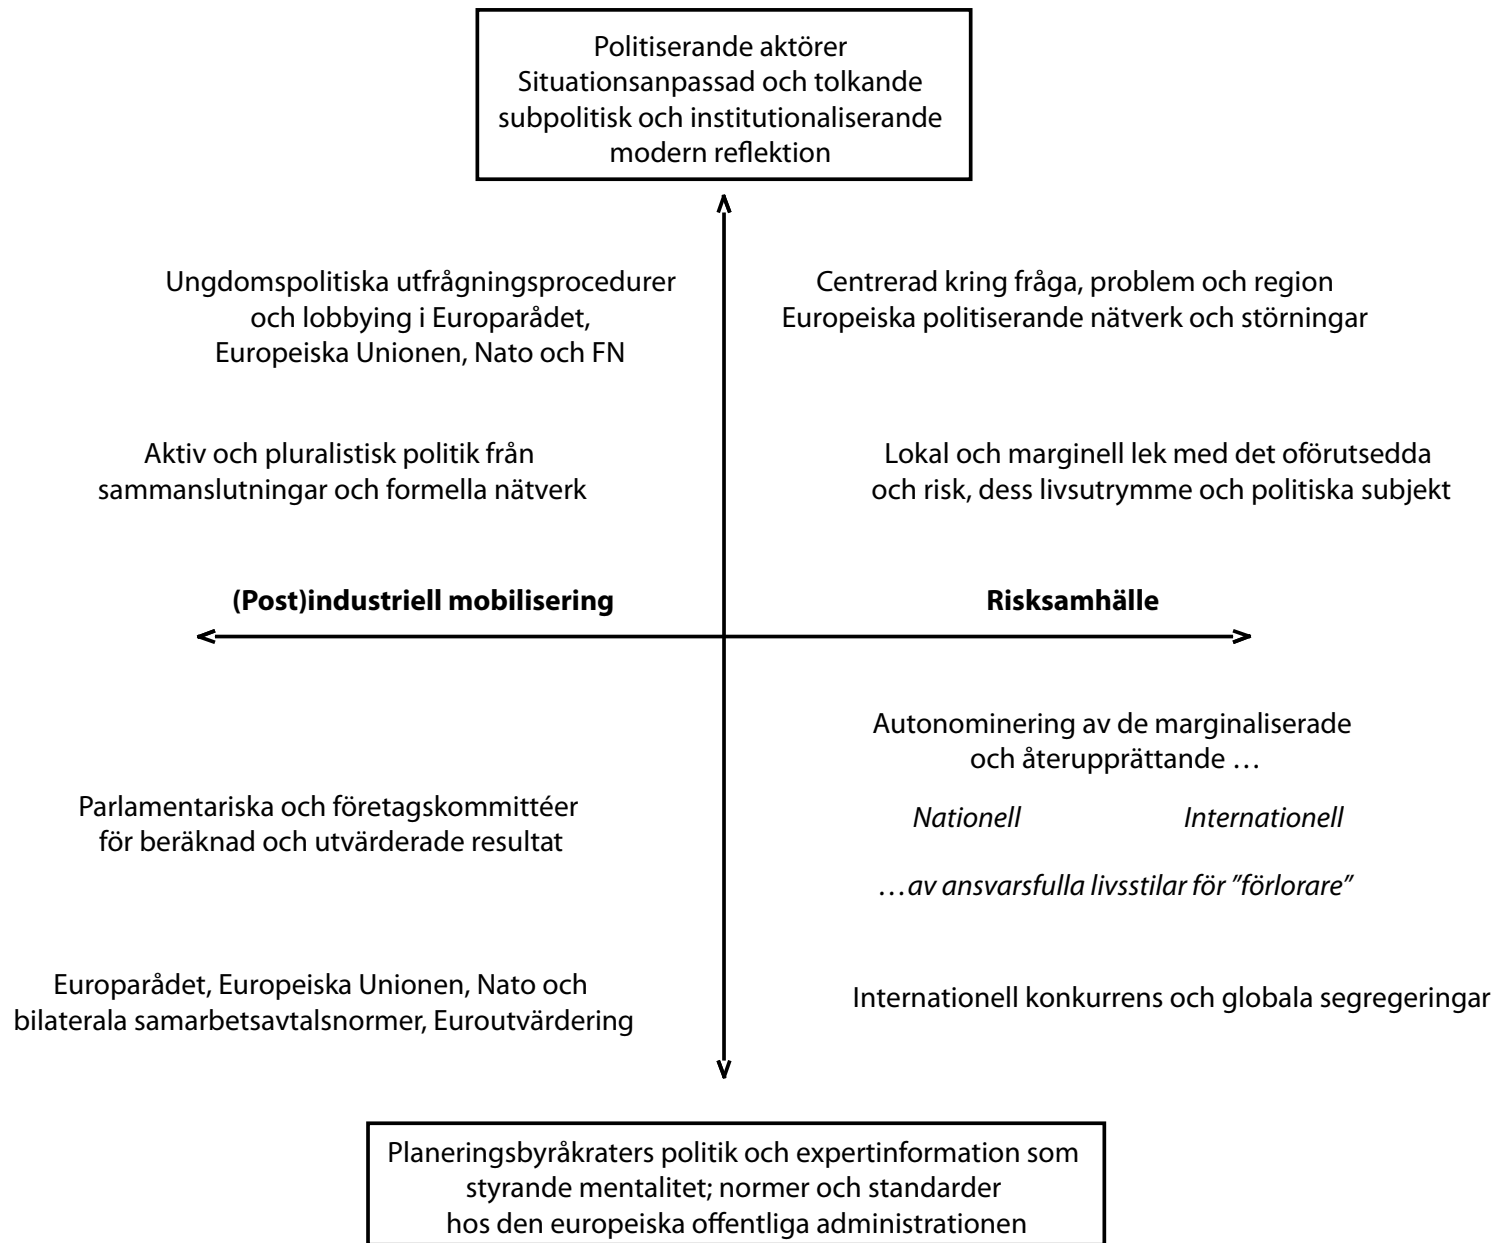 Politiserande aktörer
Situationsanpassad och tolkande
subpolitisk och institutionaliserande
modern reflektion
Ungdomspolitiska utfrågningsprocedurer
och lobbying i Europarådet,
Europeiska Unionen, Nato och FN
Centrerad kring fråga, problem och region
Europeiska politiserande nätverk och störningar
Aktiv och pluralistisk politik från
sammanslutningar och formella nätverk
Lokal och marginell lek med det oförutsedda
och risk, dess livsutrymme och politiska subjekt
(Post)industriell mobilisering
Risksamhälle
Autonominering av de marginaliserade
och återupprättande …
Parlamentariska och företagskommittéer
för beräknad och utvärderade resultat
Nationell
Internationell
…av ansvarsfulla livsstilar för ”förlorare”
Europarådet, Europeiska Unionen, Nato och
bilaterala samarbetsavtalsnormer, Euroutvärdering
Internationell konkurrens och globala segregeringar
Planeringsbyråkraters politik och expertinformation som
styrande mentalitet; normer och standarder
hos den europeiska offentliga administrationen